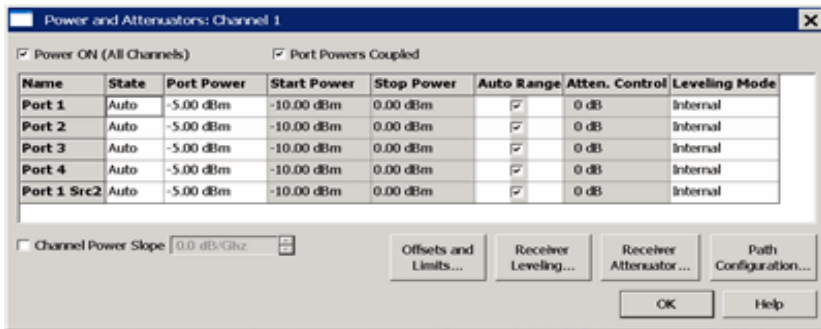 Power and Attenuators: Channel 1
Power ON (All Channels) Port Powers Coupled
Name State Port Power Start Power Stop Power Auto Range Atten. Control Leveling Mode
Port 1 Auto -5.00 dBm -10.00 dBm 0.00 dBm 0 dB Internal
Port 2 Auto -5.00 dBm -10.00 dBm 0.00 dBm 0 dB Internal
Port 3 Auto -5.00 dBm -10.00 dBm 0.00 dBm 0 dB Internal
Port 4 Auto -5.00 dBm -10.00 dBm 0.00 dBm 0 dB Internal
Port 1 Src2 Auto -5.00 dBm -10.00 dBm 0.00 dBm 0 dB Internal
Channel Power Slope 0.0 dB/Ghz
Offsets and Limits...
Receiver Leveling...
Receiver Attenuator...
Path Configuration...
OK Help